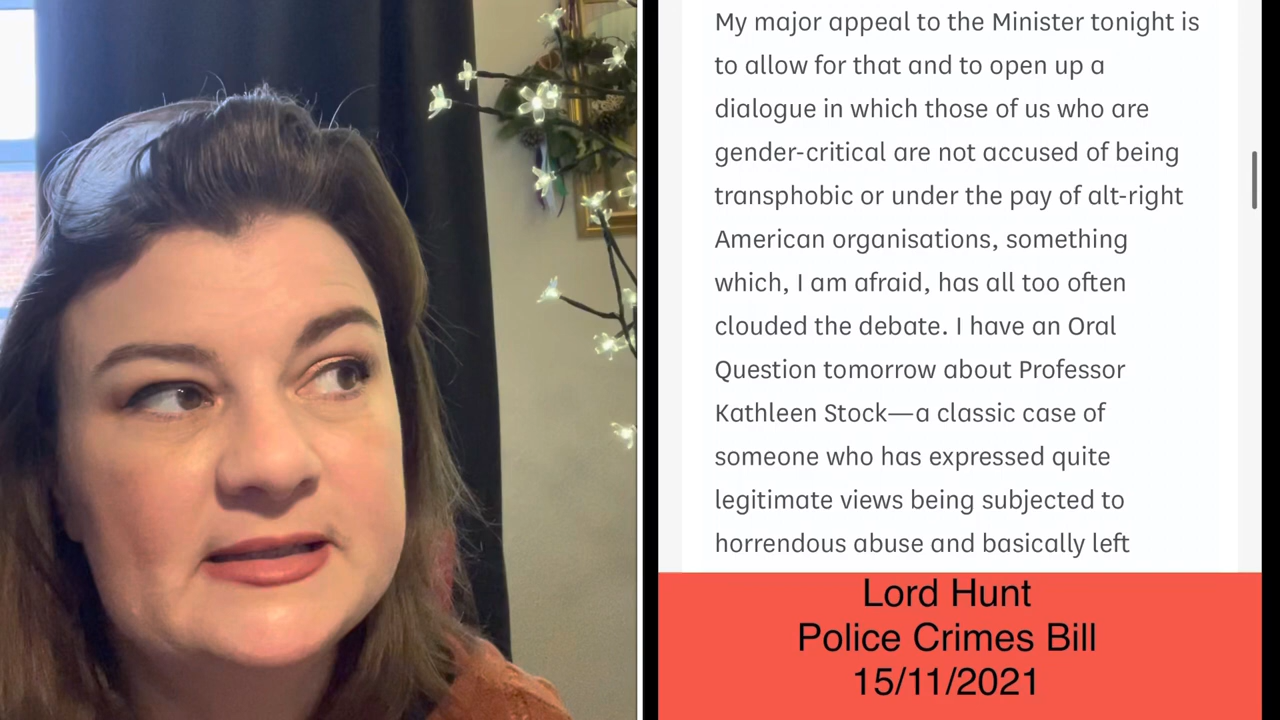 My major appeal to the Minister tonight is
to allow for that and to open up a
dialogue in which those of us who are
gender-critical are not accused of being
transphobic or under the pay of alt-right
American organisations, something
which, I am afraid, has all too often
clouded the debate. I have an Oral
Question tomorrow about Professor
Kathleen Stock—a classic case of
someone who has expressed quite
legitimate views being subjected to
horrendous abuse and basically left
Lord Hunt
Police Crimes Bill
15/11/2021